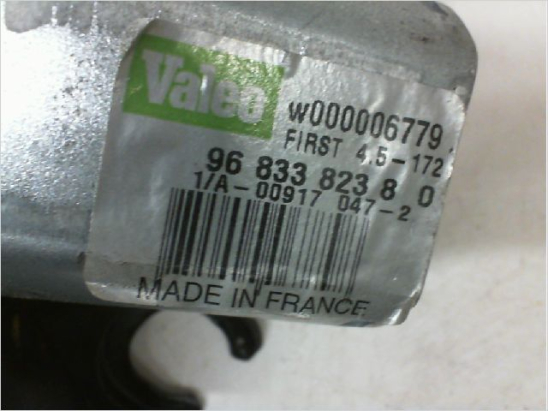 Valeo
w000006779
FIRST 4.5-172
96 833 823 8 0
1/A-00917 047-2
MADE IN FRANCE